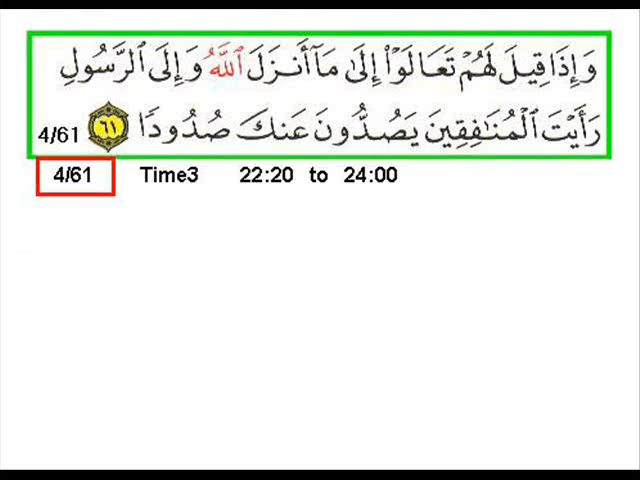 وَإِذَا قِيلَ لَهُمْ تَعَالَوْا۟ إِلَىٰ مَآ أَنزَلَ ٱللَّهُ وَإِلَى ٱلرَّسُولِ
رَأَيْتَ ٱلْمُنَٰفِقِينَ يَصُدُّونَ عَنكَ صُدُودًا ٦١ 4/61
4/61 Time3 22:20 to 24:00